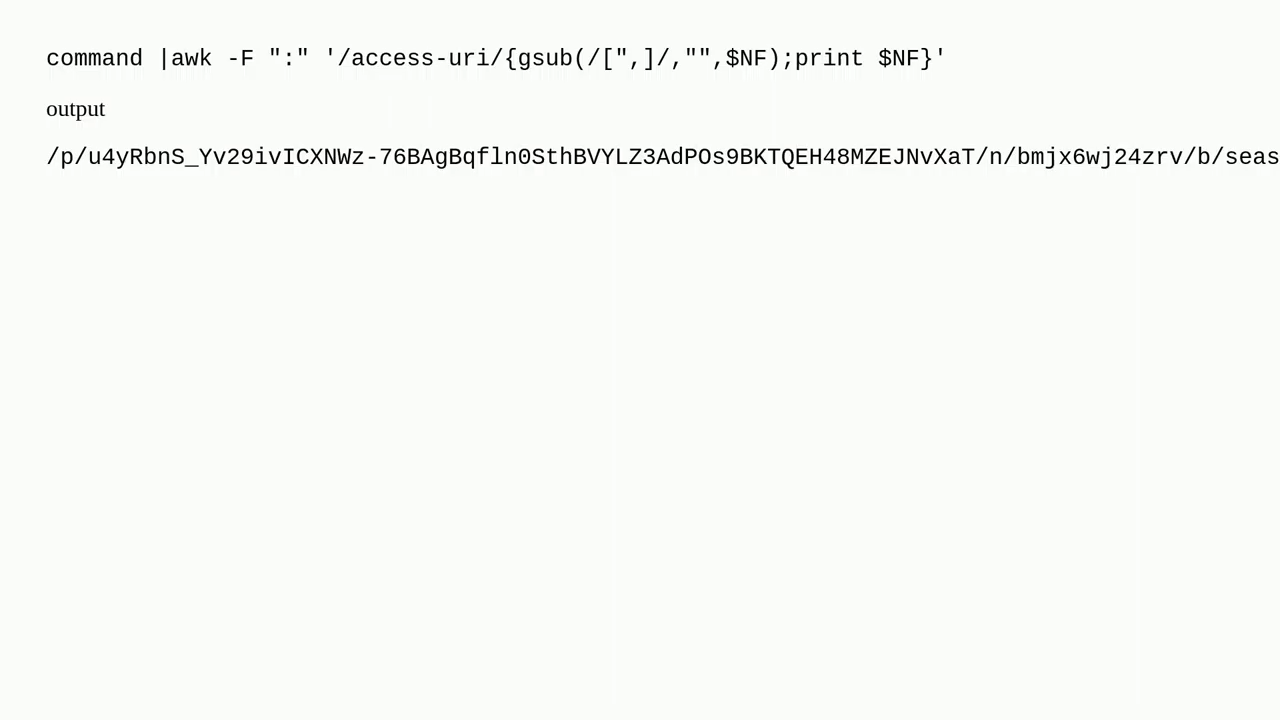 command |awk -F ":" '/access-uri/{gsub(/[",]/,"",$NF);print $NF}'
output
/p/u4yRbnS_Yv29ivICXNWz-76BAgBqfln0SthBVYLZ3AdPOs9BKTQEH48MZEJNvXaT/n/bmjx6wj24zrv/b/seas